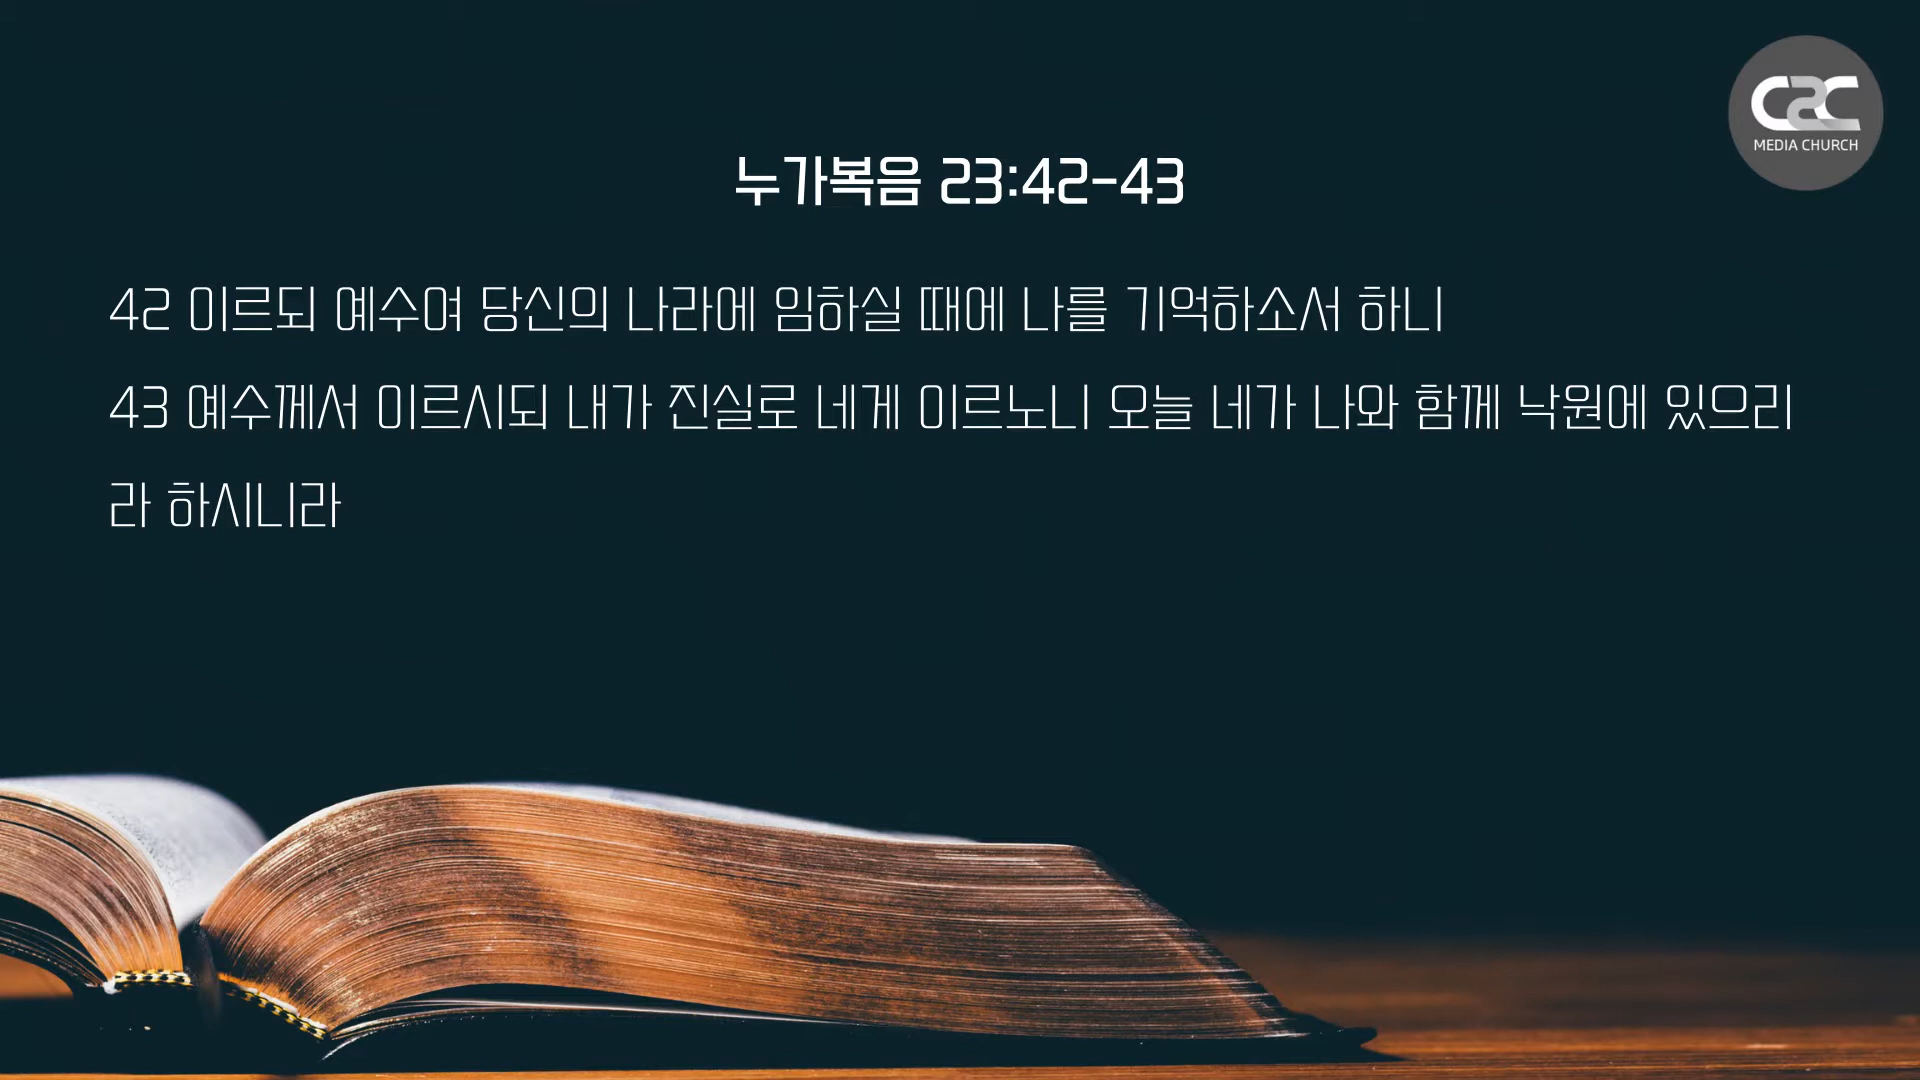 C2C
MEDIA CHURCH
누가복음 23:42-43
42 이르되 예수여 당신의 나라에 임하실 때에 나를 기억하소서 하니
43 예수께서 이르시되 내가 진실로 네게 이르노니 오늘 네가 나와 함께 낙원에 있으리
라 하시니라